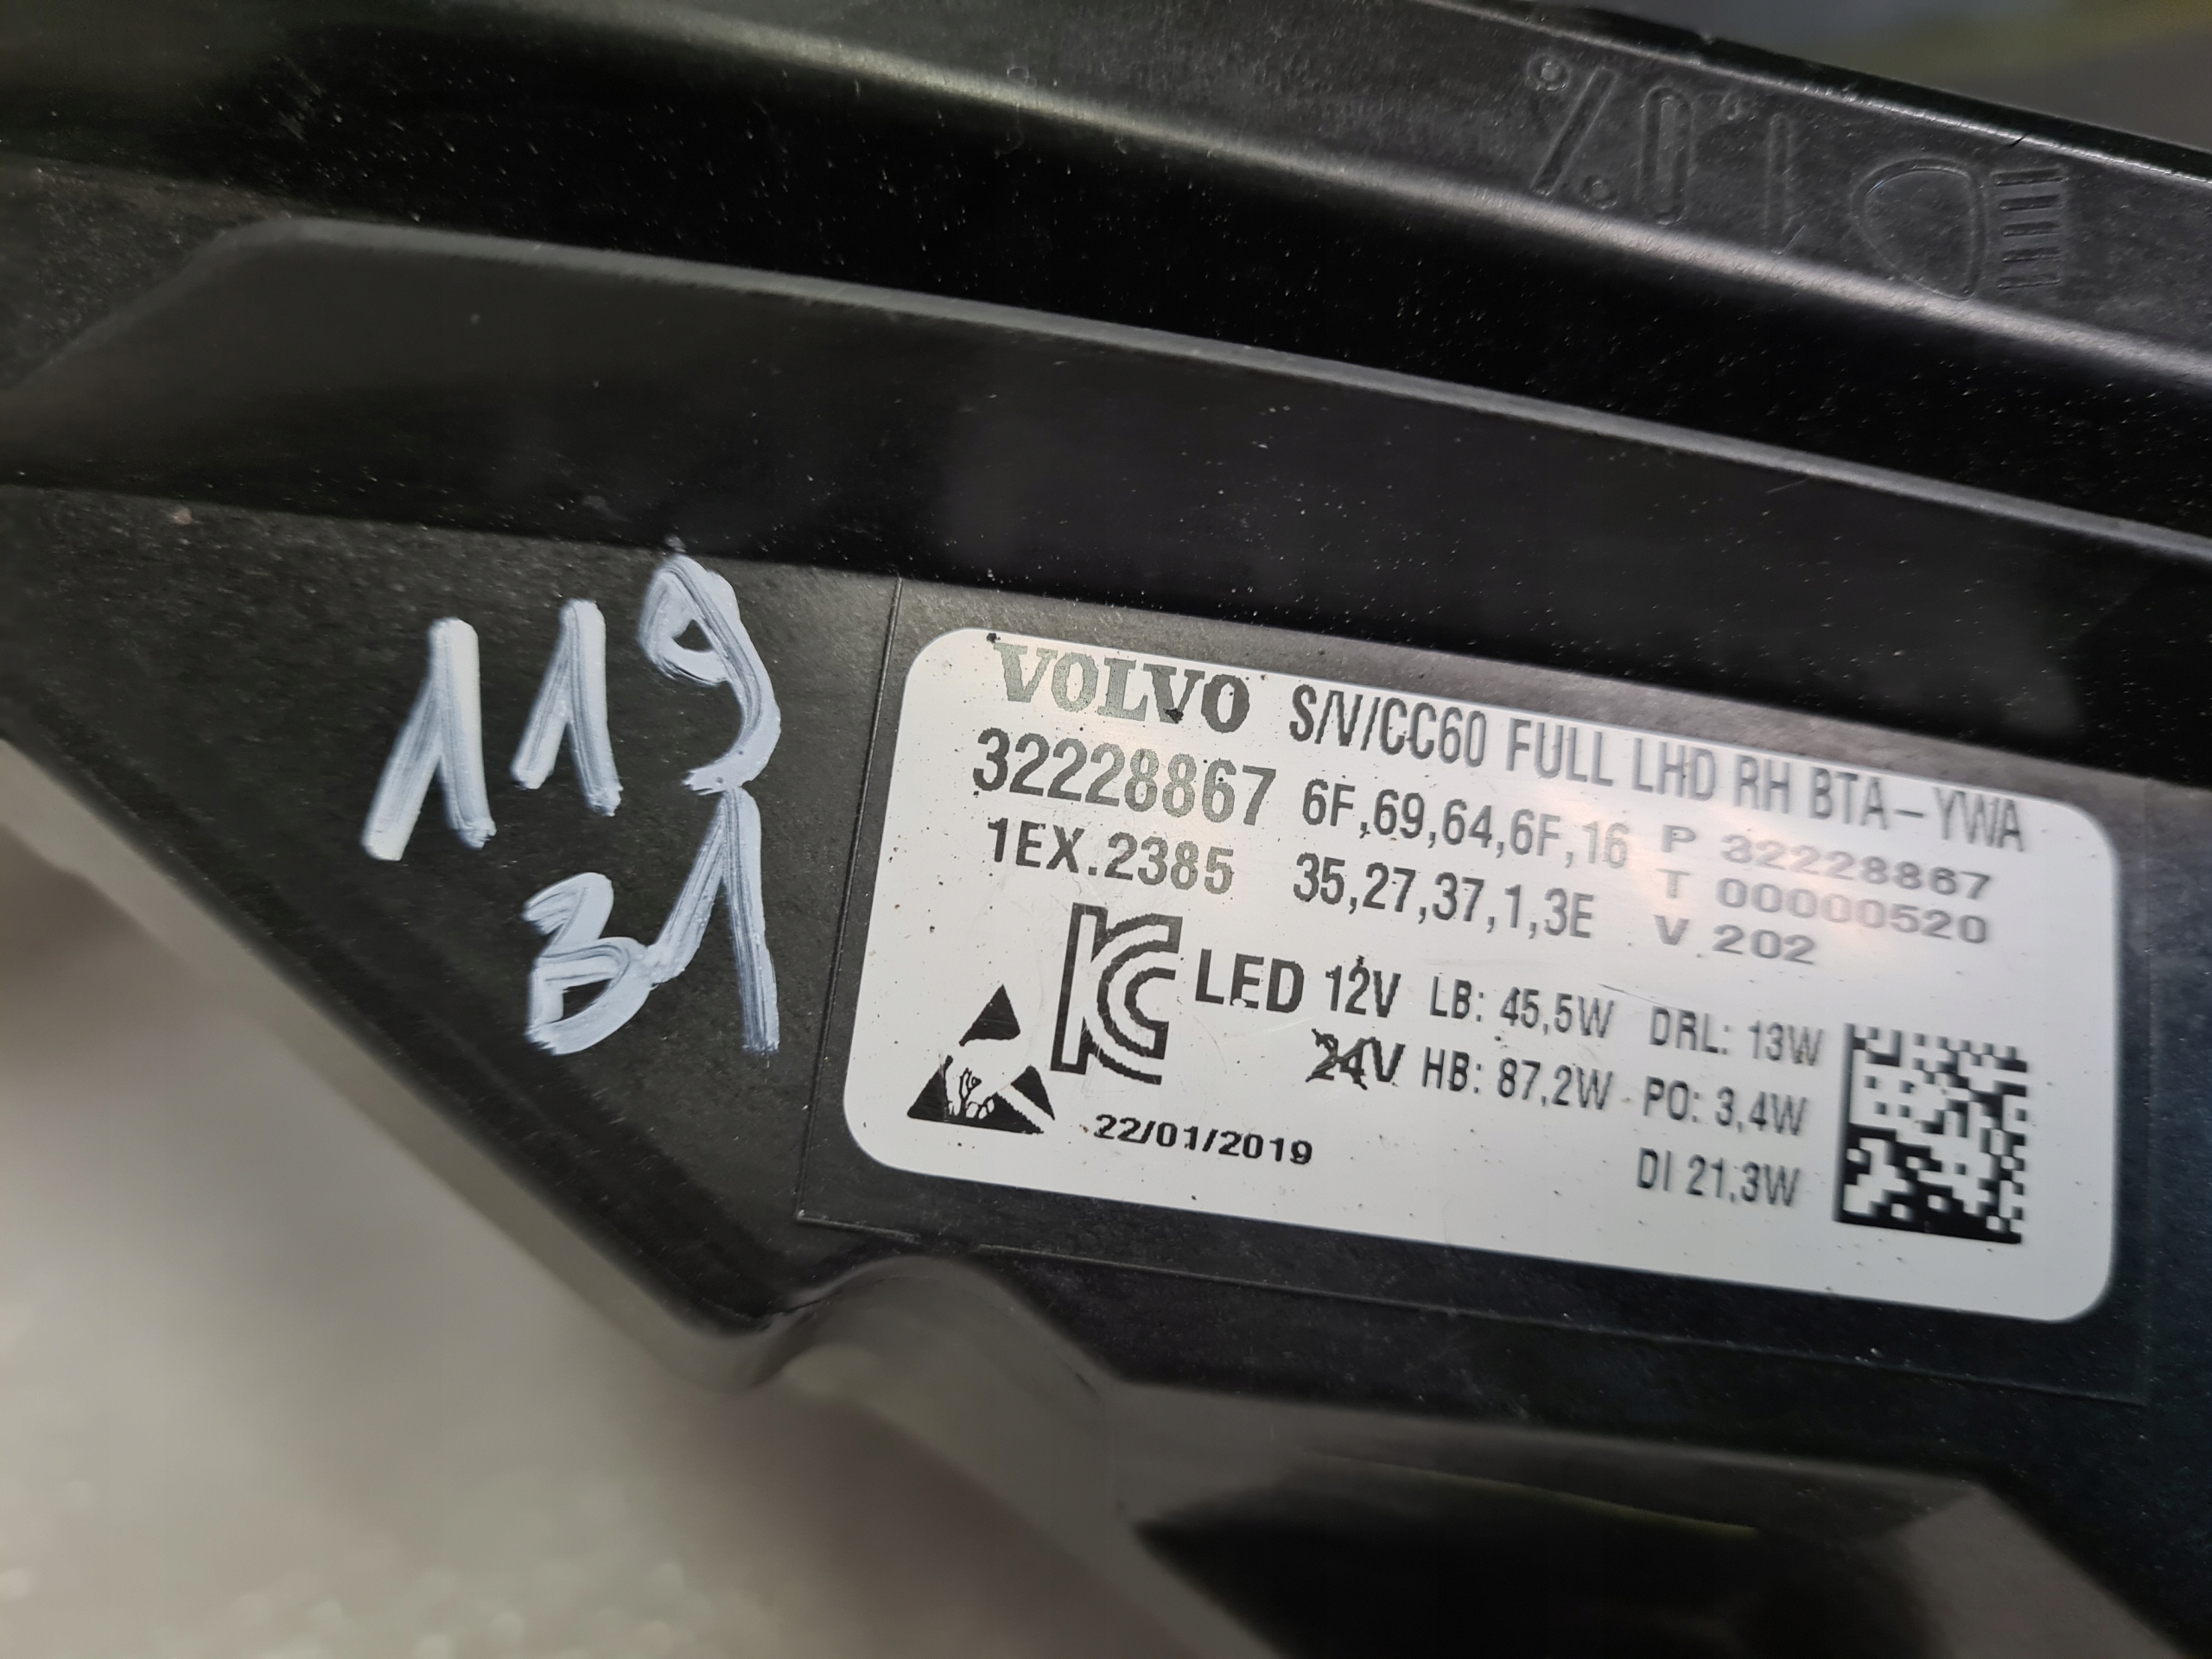 1,0%
119
31
VOLVO S/V/CC60 FULL LHD RH BTA-YWA
32228867 6F,69,64,6F,16 P 32228867
1EX.2385 35,27,37,1,3E T 00000520
V 202
LED 12V LB: 45,5W DRL: 13W
24V HB: 87,2W PO: 3,4W
22/01/2019 DI 21,3W